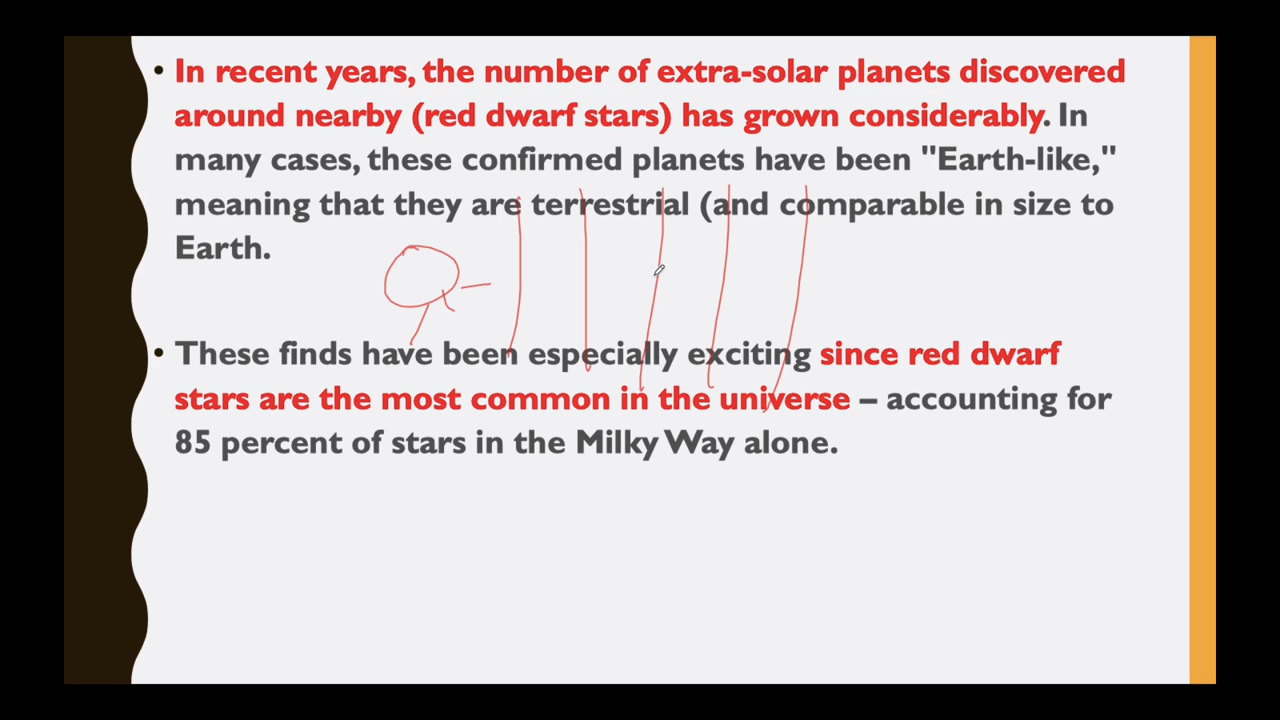 • In recent years, the number of extra-solar planets discovered
around nearby (red dwarf stars) has grown considerably. In
many cases, these confirmed planets have been "Earth-like,"
meaning that they are terrestrial (and comparable in size to
Earth.
• These finds have been especially exciting since red dwarf
stars are the most common in the universe – accounting for
85 percent of stars in the Milky Way alone.